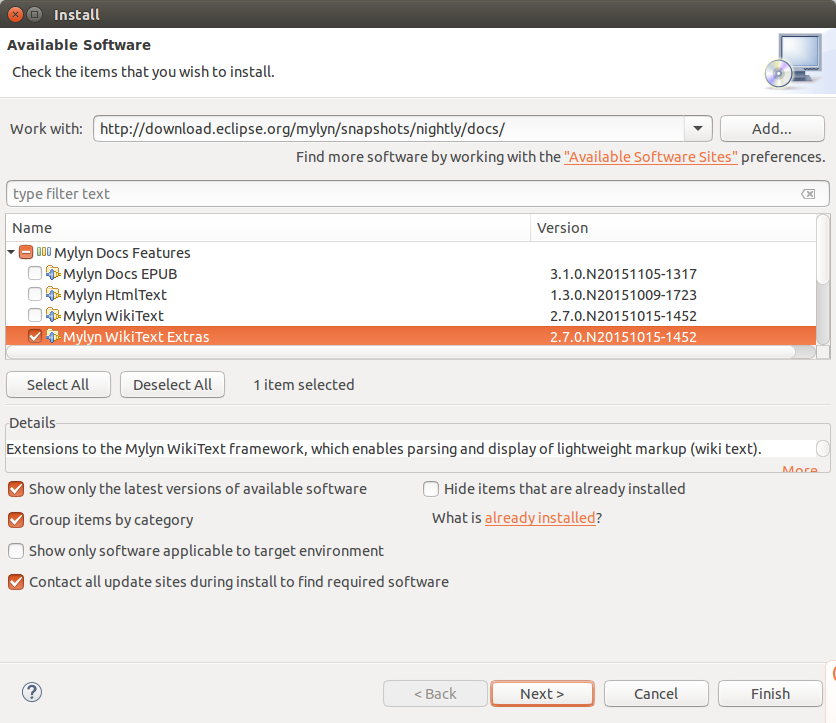 Install
Available Software
Check the items that you wish to install.
Work with: http://download.eclipse.org/mylyn/snapshots/nightly/docs/ Add...
Find more software by working with the "Available Software Sites" preferences.
type filter text
Name Version
Mylyn Docs Features
Mylyn Docs EPUB 3.1.0.N20151105-1317
Mylyn HtmlText 1.3.0.N20151009-1723
Mylyn WikiText 2.7.0.N20151015-1452
Mylyn WikiText Extras 2.7.0.N20151015-1452
Select All Deselect All 1 item selected
Details
Extensions to the Mylyn WikiText framework, which enables parsing and display of lightweight markup (wiki text).
More
Show only the latest versions of available software Hide items that are already installed
Group items by category What is already installed?
Show only software applicable to target environment
Contact all update sites during install to find required software
? < Back Next > Cancel Finish